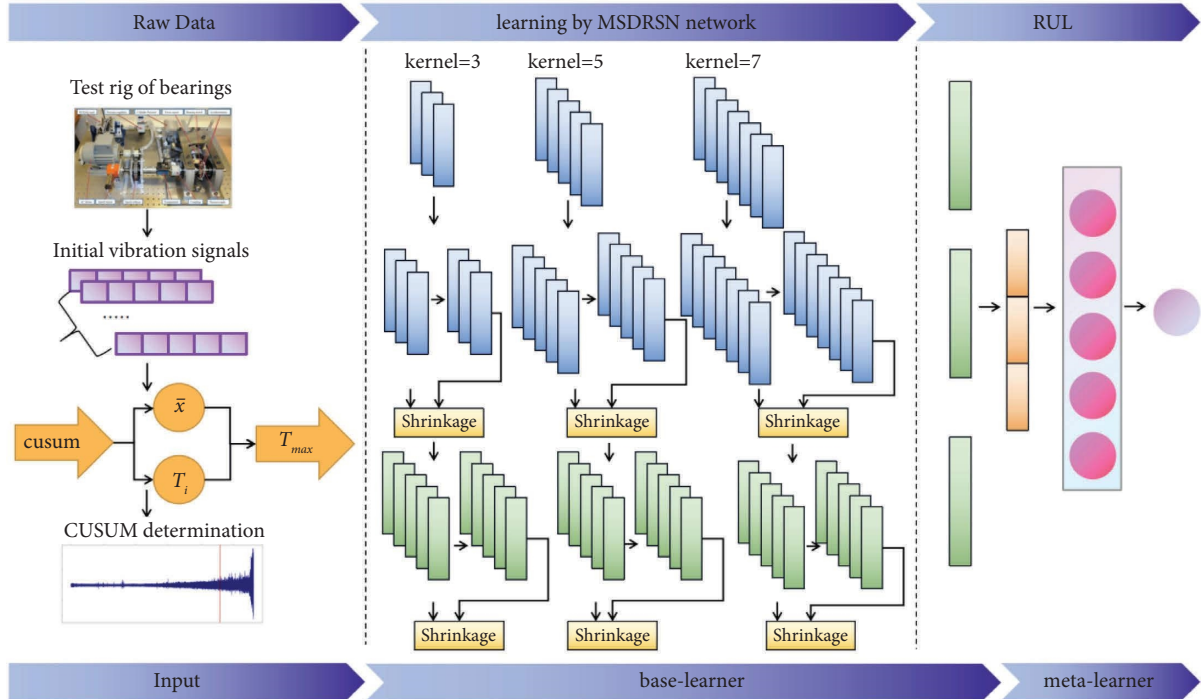 Raw Data
learning by MSDRSN network
RUL
Test rig of bearings
kernel=3
kernel=5
kernel=7
Initial vibration signals
.....
cusum
x̄
T_i
T_max
CUSUM determination
Shrinkage
Shrinkage
Shrinkage
Shrinkage
Shrinkage
Shrinkage
Input
base-learner
meta-learner